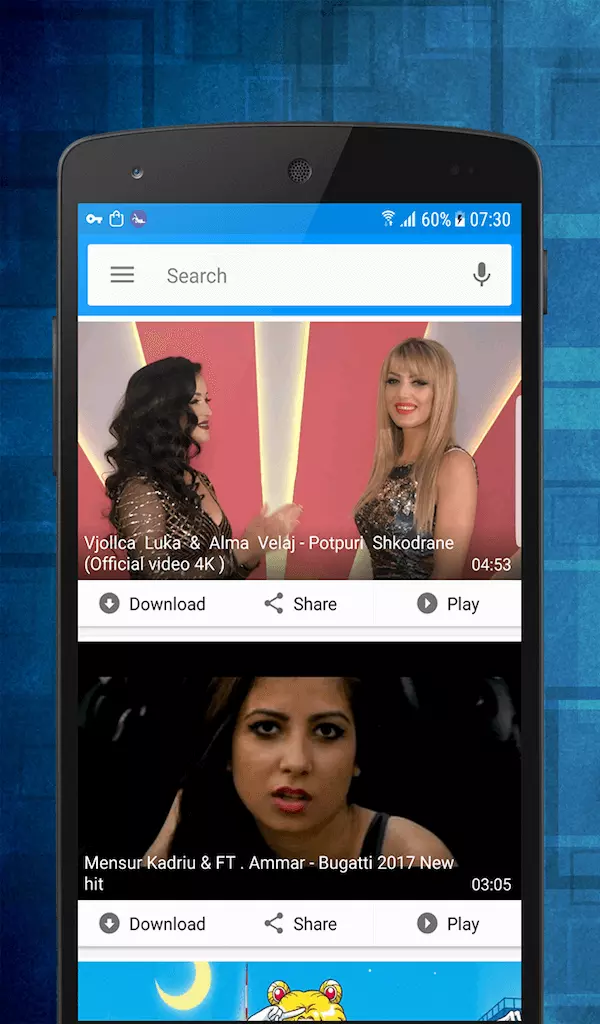 60% 07:30
Search
Vjollca Luka & Alma Velaj - Potpuri Shkodrane
(Official video 4K )
04:53
Download Share Play
Mensur Kadriu & FT . Ammar - Bugatti 2017 New
hit
03:05
Download Share Play